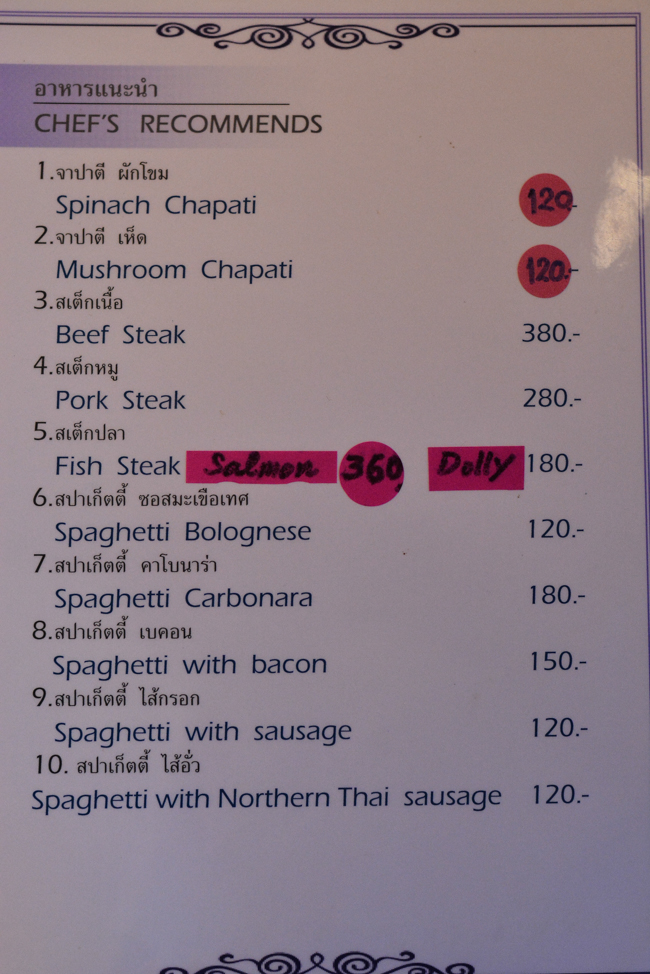 อาหารแนะนำ
CHEF'S RECOMMENDS
1.จาปาตี ผักโขม
Spinach Chapati 120.-
2.จาปาตี เห็ด
Mushroom Chapati 120.-
3.สเต็กเนื้อ
Beef Steak 380.-
4.สเต็กหมู
Pork Steak 280.-
5.สเต็กปลา
Fish Steak Salmon 360 Dolly 180.-
6.สปาเก็ตตี้ ซอสมะเขือเทศ
Spaghetti Bolognese 120.-
7.สปาเก็ตตี้ คาโบนาร่า
Spaghetti Carbonara 180.-
8.สปาเก็ตตี้ เบคอน
Spaghetti with bacon 150.-
9.สปาเก็ตตี้ ไส้กรอก
Spaghetti with sausage 120.-
10. สปาเก็ตตี้ ไส้อั่ว
Spaghetti with Northern Thai sausage 120.-